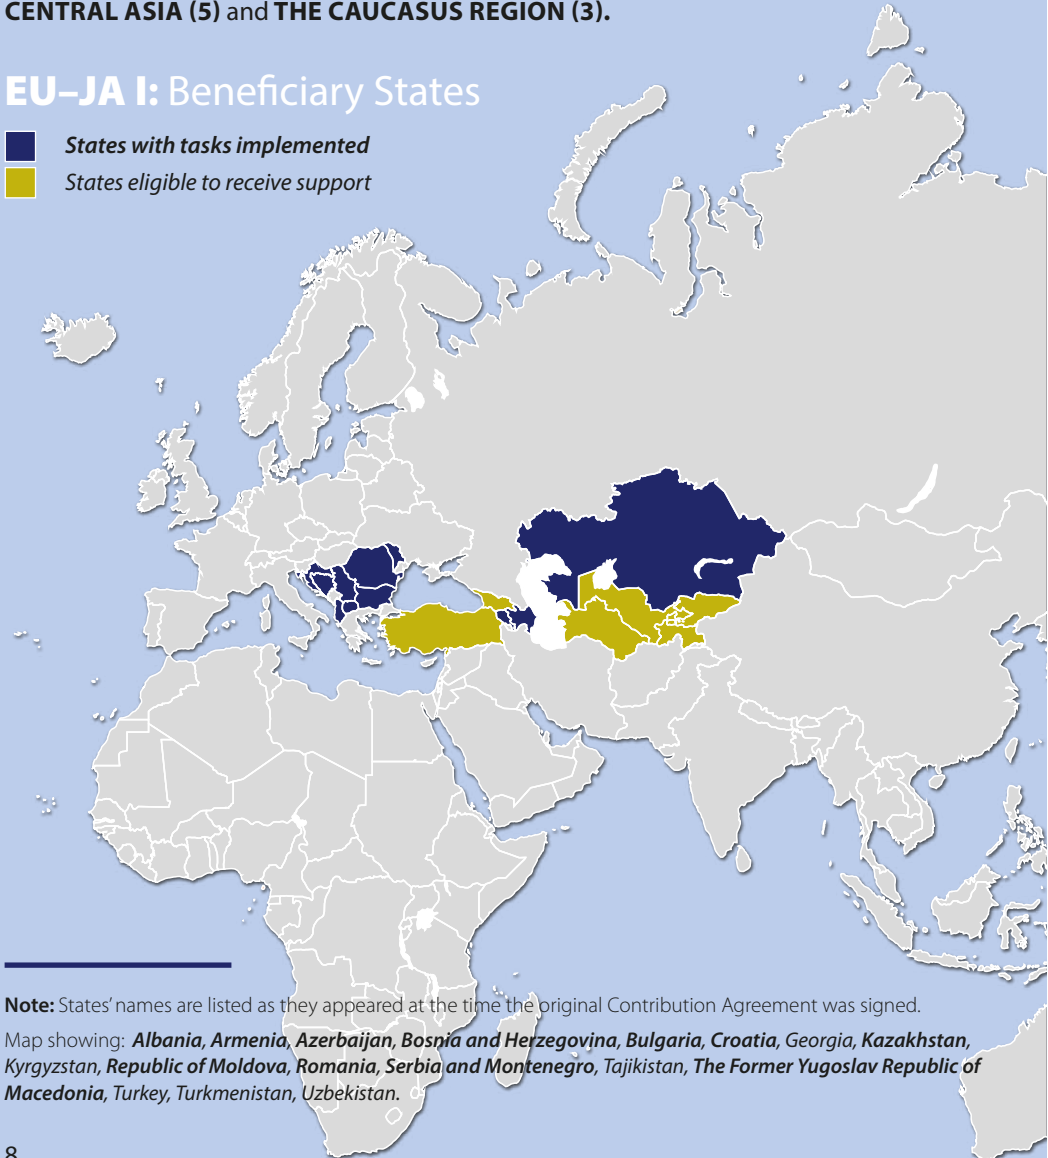 CENTRAL ASIA (5) and THE CAUCASUS REGION (3).
EU–JA I: Beneficiary States
States with tasks implemented
States eligible to receive support
Note: States’ names are listed as they appeared at the time the original Contribution Agreement was signed.
Map showing: Albania, Armenia, Azerbaijan, Bosnia and Herzegovina, Bulgaria, Croatia, Georgia, Kazakhstan,
Kyrgyzstan, Republic of Moldova, Romania, Serbia and Montenegro, Tajikistan, The Former Yugoslav Republic of
Macedonia, Turkey, Turkmenistan, Uzbekistan.
8